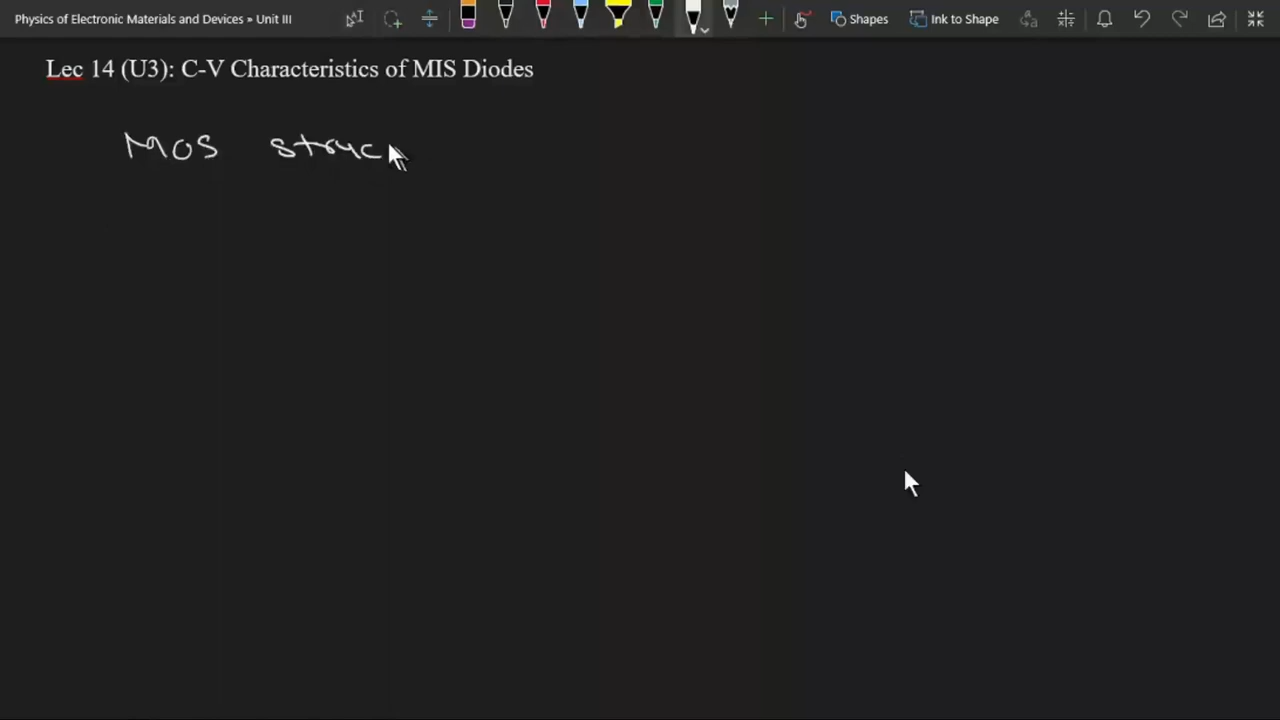 Physics of Electronic Materials and Devices » Unit III
Shapes
Ink to Shape
Lec 14 (U3): C-V Characteristics of MIS Diodes
MOS struc